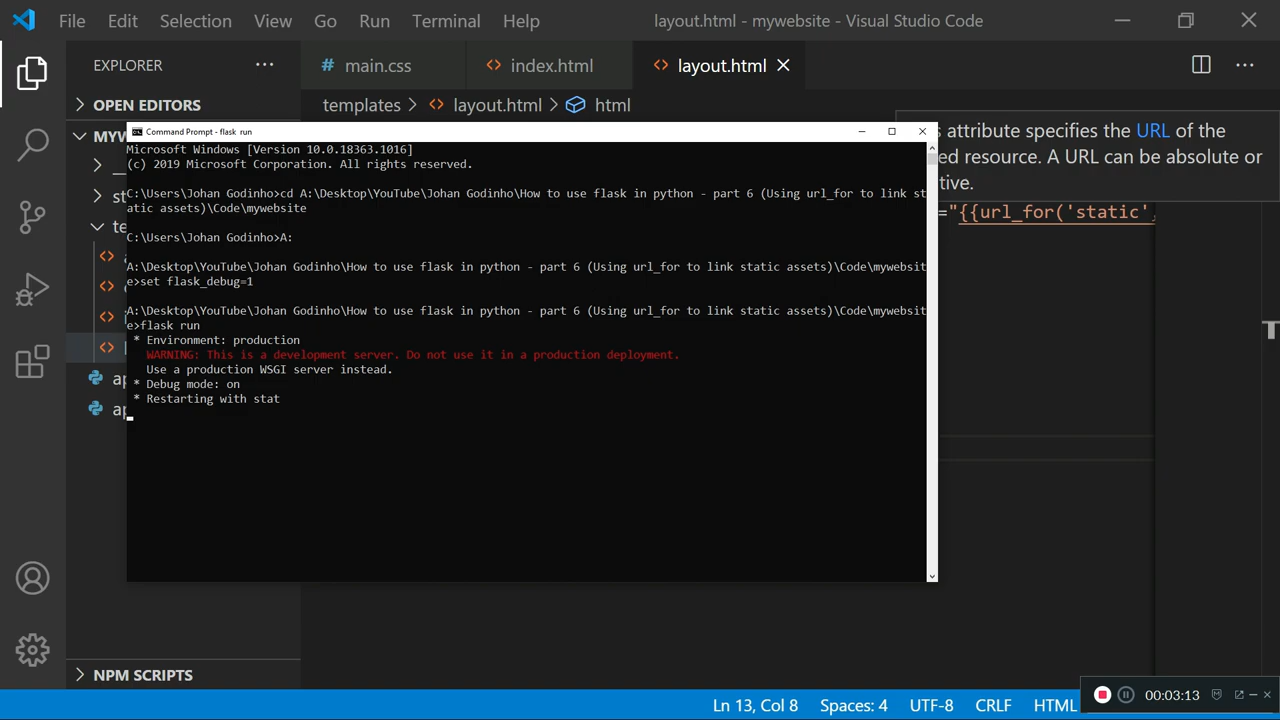 File Edit Selection View Go Run Terminal Help layout.html - mywebsite - Visual Studio Code
EXPLORER
main.css
index.html
layout.html
OPEN EDITORS
templates layout.html html
Command Prompt - flask run
Microsoft Windows [Version 10.0.18363.1016]
(c) 2019 Microsoft Corporation. All rights reserved.
C:\Users\Johan Godinho>cd A:\Desktop\YouTube\Johan Godinho\How to use flask in python - part 6 (Using url_for to link st
atic assets)\Code\mywebsite
C:\Users\Johan Godinho>A:
A:\Desktop\YouTube\Johan Godinho\How to use flask in python - part 6 (Using url_for to link static assets)\Code\mywebsit
e>set flask_debug=1
A:\Desktop\YouTube\Johan Godinho\How to use flask in python - part 6 (Using url_for to link static assets)\Code\mywebsit
e>flask run
* Environment: production
WARNING: This is a development server. Do not use it in a production deployment.
Use a production WSGI server instead.
* Debug mode: on
* Restarting with stat
attribute specifies the URL of the
resource. A URL can be absolute or
="{{url_for('static',
NPM SCRIPTS
Ln 13, Col 8 Spaces: 4 UTF-8 CRLF HTML
00:03:13